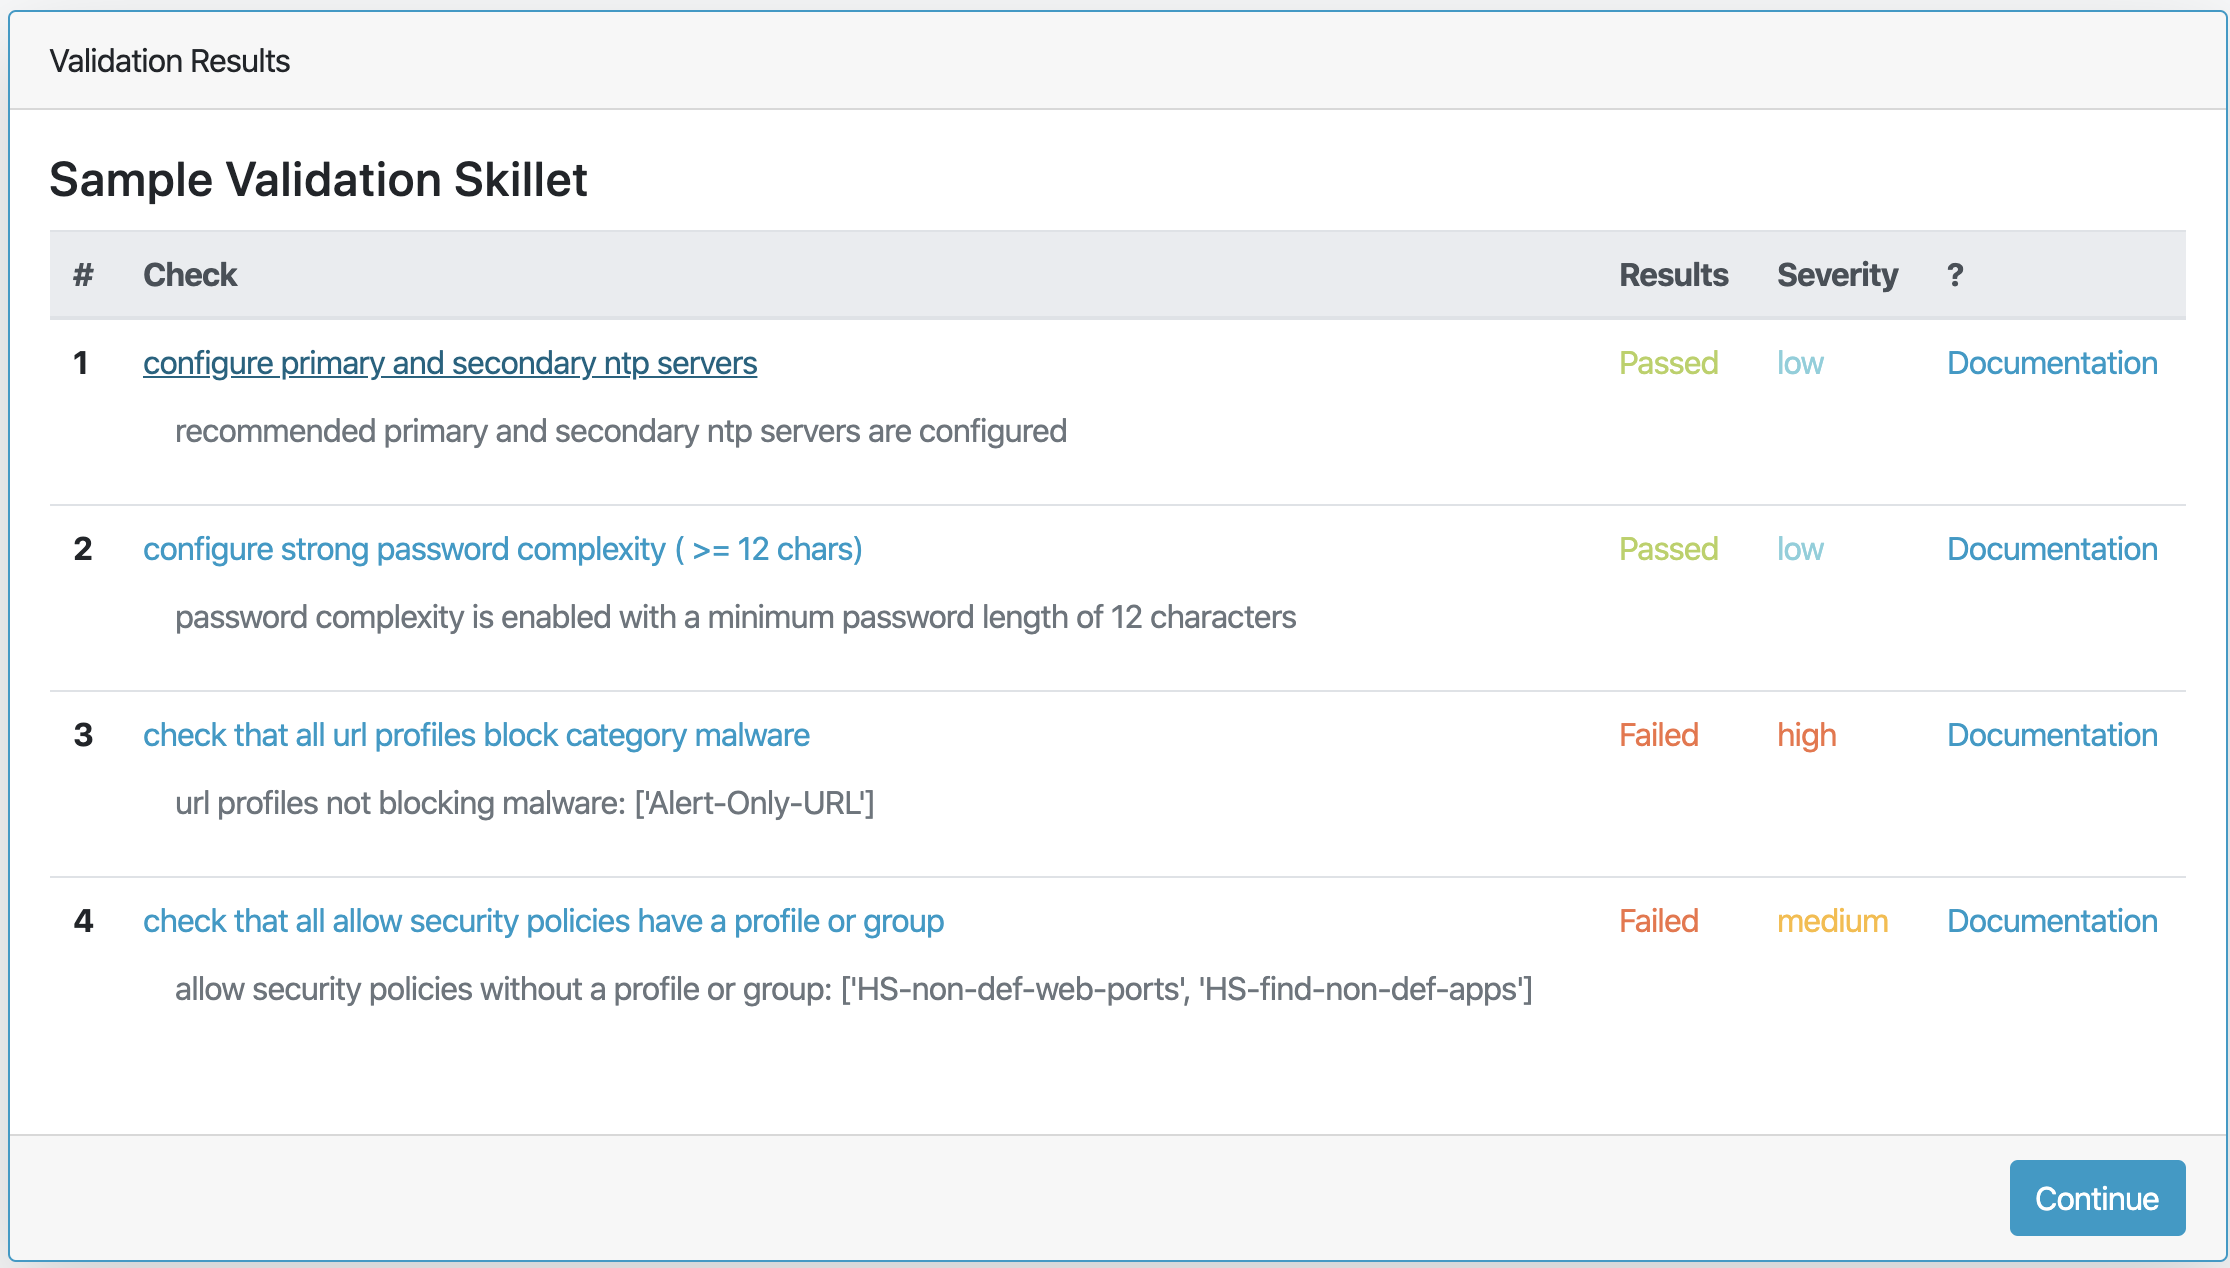 Validation Results
Sample Validation Skillet
# Check Results Severity ?
1 configure primary and secondary ntp servers Passed low Documentation
recommended primary and secondary ntp servers are configured
2 configure strong password complexity ( >= 12 chars) Passed low Documentation
password complexity is enabled with a minimum password length of 12 characters
3 check that all url profiles block category malware Failed high Documentation
url profiles not blocking malware: ['Alert-Only-URL']
4 check that all allow security policies have a profile or group Failed medium Documentation
allow security policies without a profile or group: ['HS-non-def-web-ports', 'HS-find-non-def-apps']
Continue